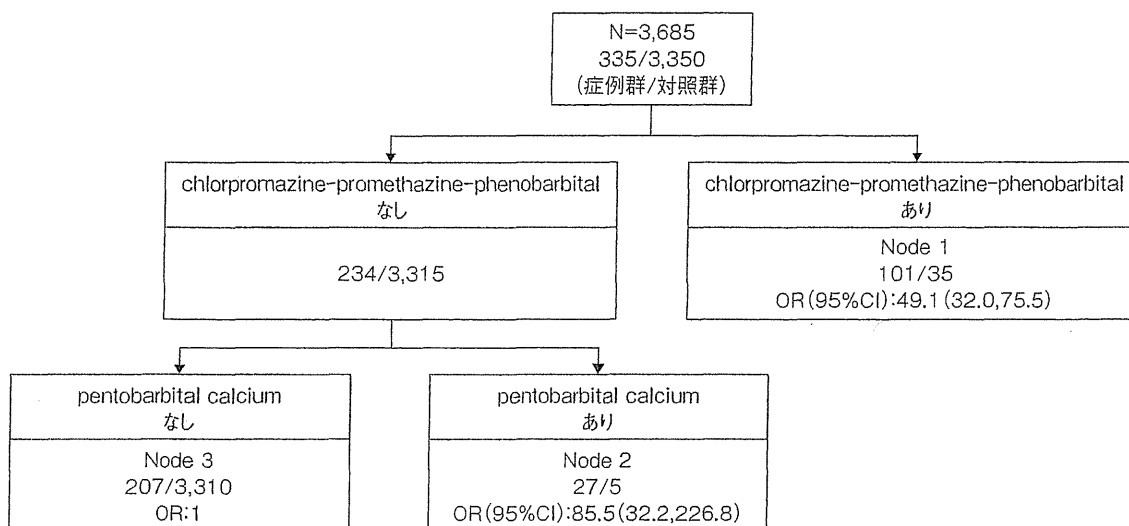 N=3,685
335/3,350
(症例群/対照群)
chlorpromazine-promethazine-phenobarbital
なし
234/3,315
chlorpromazine-promethazine-phenobarbital
あり
Node 1
101/35
OR(95%CI):49.1(32.0,75.5)
pentobarbital calcium
なし
Node 3
207/3,310
OR:1
pentobarbital calcium
あり
Node 2
27/5
OR(95%CI):85.5(32.2,226.8)